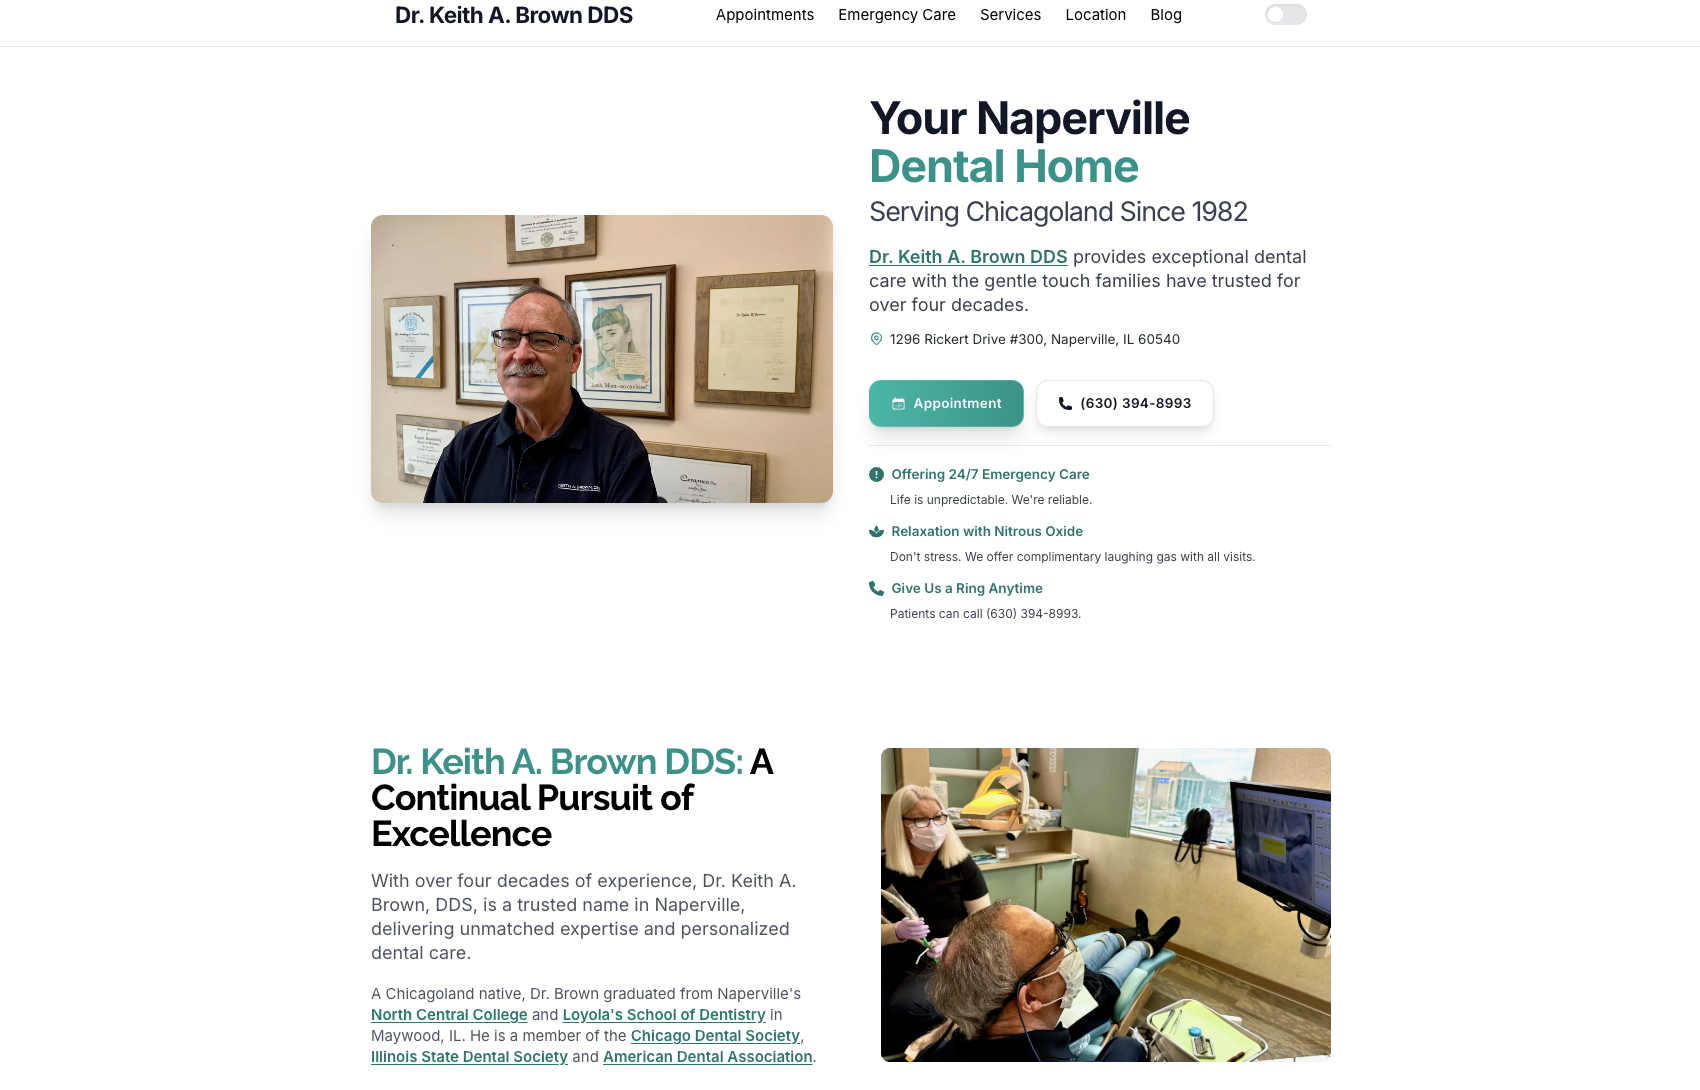 Dr. Keith A. Brown DDS
Appointments
Emergency Care
Services
Location
Blog
Your Naperville
Dental Home
Serving Chicagoland Since 1982
Dr. Keith A. Brown DDS provides exceptional dental
care with the gentle touch families have trusted for
over four decades.
1296 Rickert Drive #300, Naperville, IL 60540
Appointment
(630) 394-8993
Offering 24/7 Emergency Care
Life is unpredictable. We're reliable.
Relaxation with Nitrous Oxide
Don't stress. We offer complimentary laughing gas with all visits.
Give Us a Ring Anytime
Patients can call (630) 394-8993.
Look, Mom—no cavities!
Dr. Keith A. Brown DDS: A
Continual Pursuit of
Excellence
With over four decades of experience, Dr. Keith A.
Brown, DDS, is a trusted name in Naperville,
delivering unmatched expertise and personalized
dental care.
A Chicagoland native, Dr. Brown graduated from Naperville's
North Central College and Loyola's School of Dentistry in
Maywood, IL. He is a member of the Chicago Dental Society,
Illinois State Dental Society and American Dental Association.